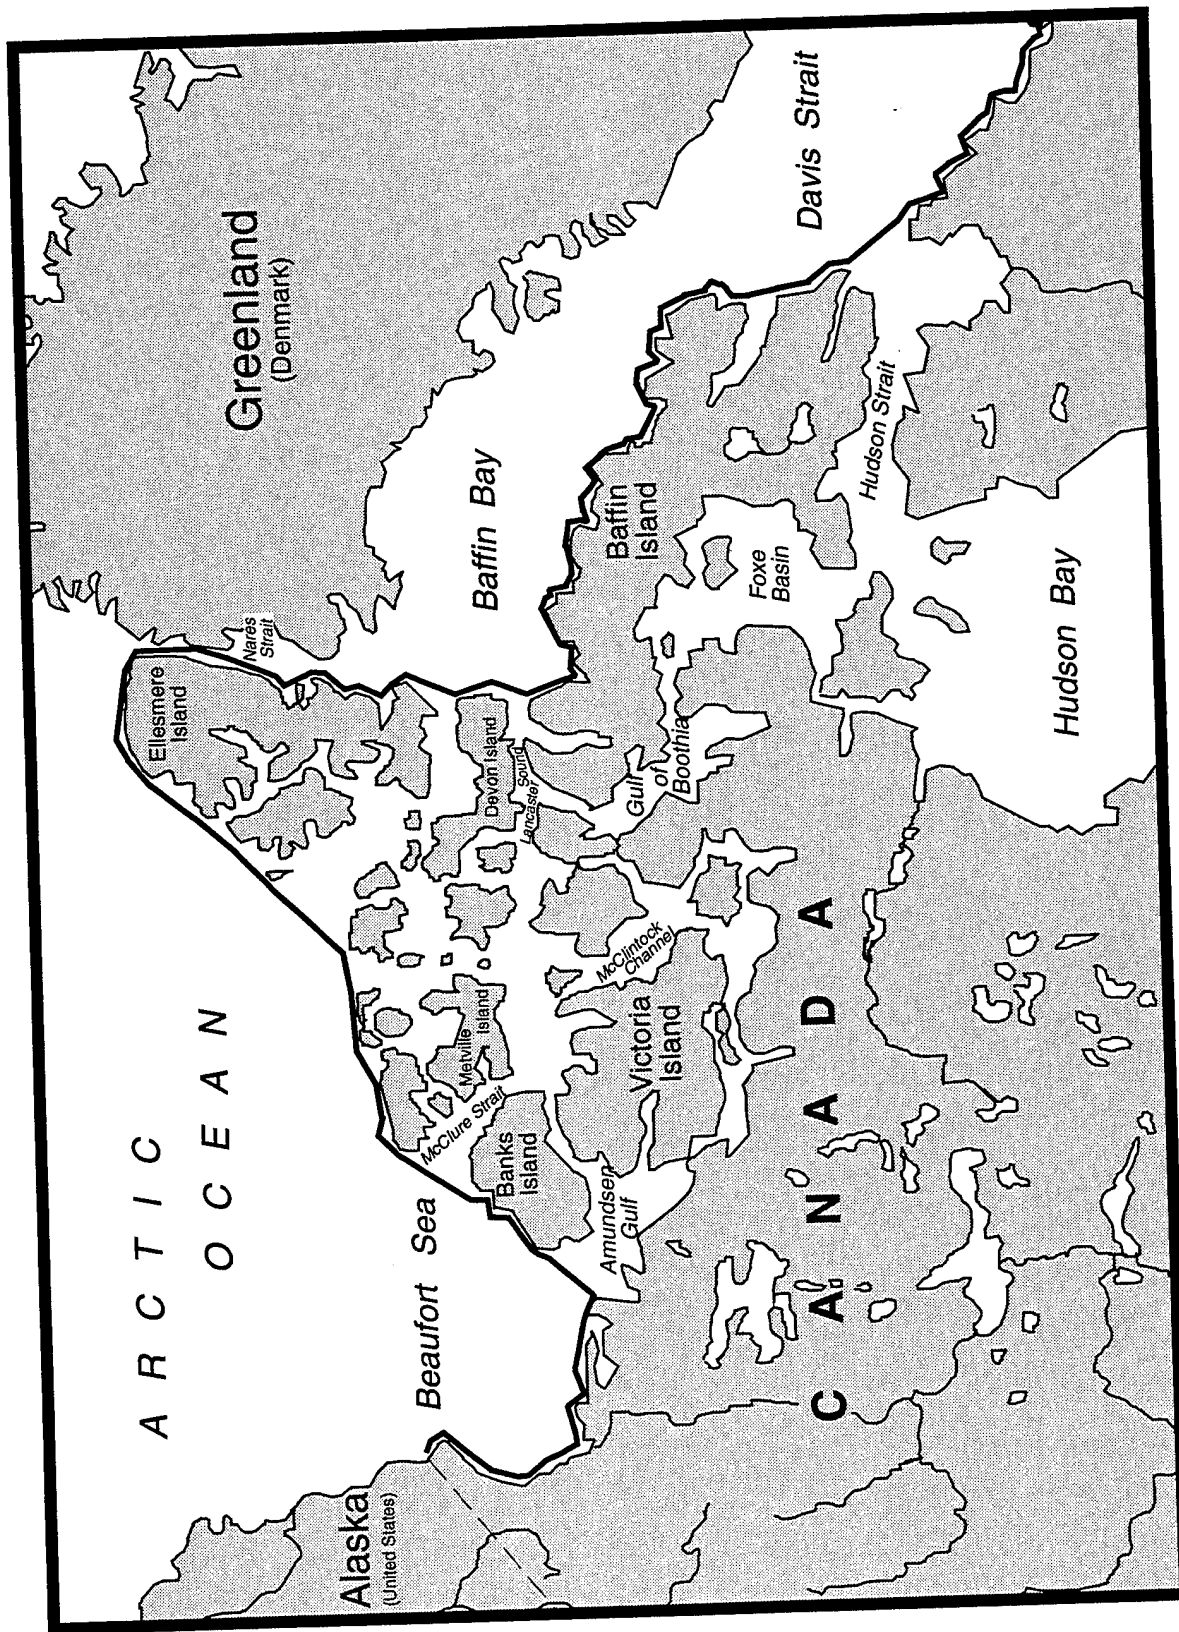 ARCTIC
OCEAN
Beaufort Sea
Alaska
(United States)
Greenland
(Denmark)
Ellesmere
Island
Nares
Strait
Baffin Bay
Davis Strait
Devon Island
Lancaster Sound
Melville
Island
McClure Strait
Banks
Island
Amundsen
Gulf
Victoria
Island
McClintock
Channel
Gulf
of
Boothia
Baffin
Island
Foxe
Basin
Hudson Strait
Hudson Bay
CANADA